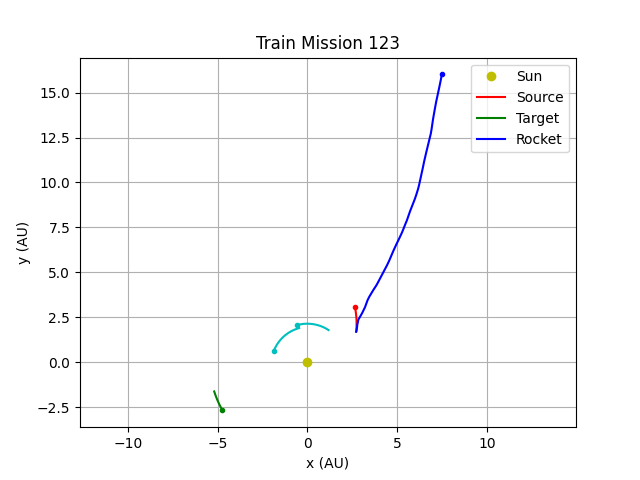 Train Mission 123
Sun
Source
Target
Rocket
15.0
12.5
10.0
7.5
5.0
2.5
0.0
−2.5
y (AU)
−10
−5
0
5
10
x (AU)